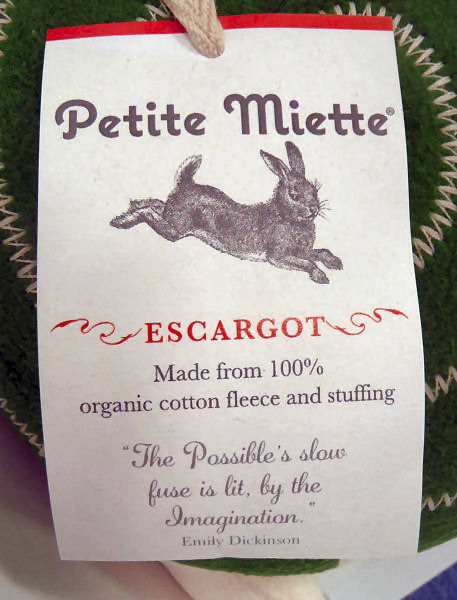 Petite Miette®
ESCARGOT
Made from 100%
organic cotton fleece and stuffing
"The Possible's slow
fuse is lit, by the
Imagination."
Emily Dickinson